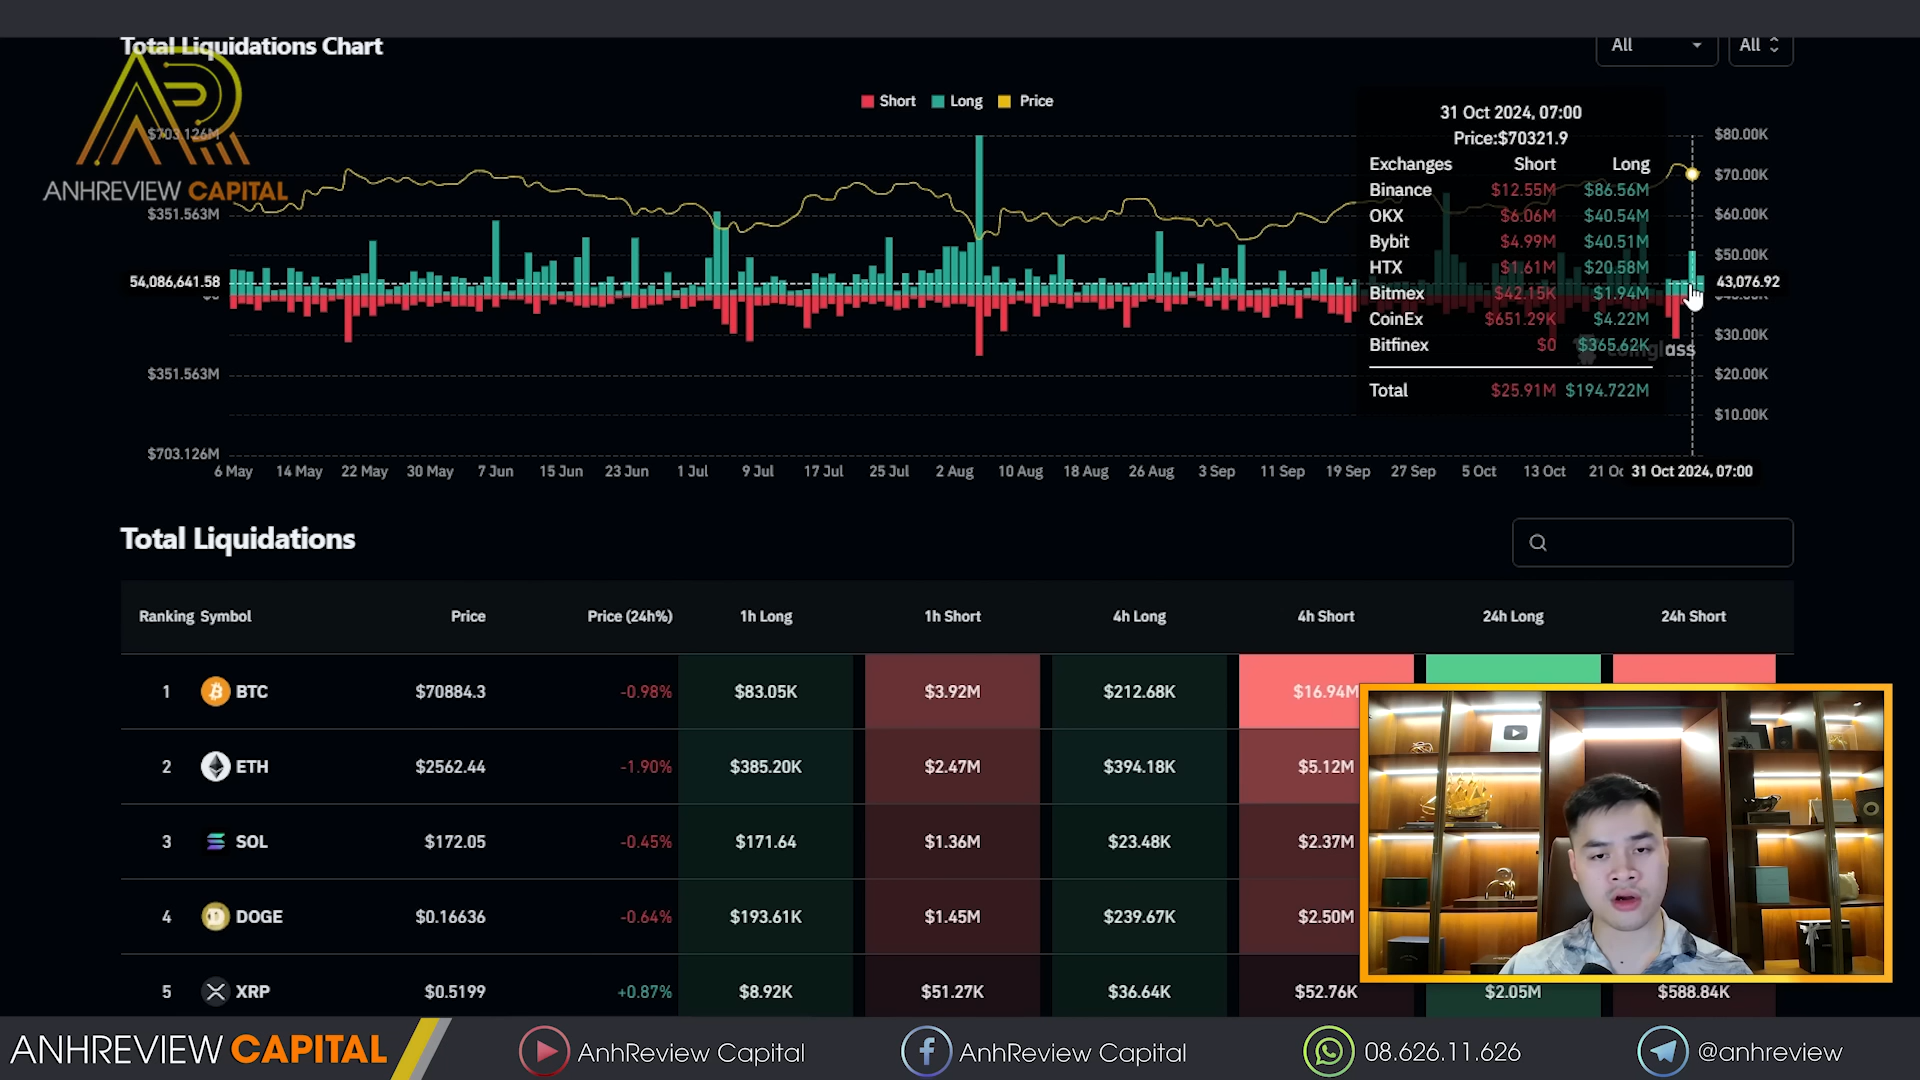 Total Liquidations Chart
All
All
Short
Long
Price
ANHREVIEW CAPITAL
31 Oct 2024, 07:00
Price:$70321.9
Exchanges Short Long
Binance $12.55M $86.56M
OKX $6.06M $40.54M
Bybit $4.99M $40.51M
HTX $1.61M $20.58M
Bitmex $42.15K $1.94M
CoinEx $651.29K $4.22M
Bitfinex $0 $365.62K
Total $25.91M $194.722M
$703.126M
$351.563M
54,086,641.58
$0
$351.563M
$703.126M
$80.00K
$70.00K
$60.00K
$50.00K
43,076.92
$30.00K
$20.00K
$10.00K
coinglass
6 May 14 May 22 May 30 May 7 Jun 15 Jun 23 Jun 1 Jul 9 Jul 17 Jul 25 Jul 2 Aug 10 Aug 18 Aug 26 Aug 3 Sep 11 Sep 19 Sep 27 Sep 5 Oct 13 Oct 21 Oc 31 Oct 2024, 07:00
Total Liquidations
Ranking Symbol Price Price (24h%) 1h Long 1h Short 4h Long 4h Short 24h Long 24h Short
1 BTC $70884.3 -0.98% $83.05K $3.92M $212.68K $16.94M
2 ETH $2562.44 -1.90% $385.20K $2.47M $394.18K $5.12M
3 SOL $172.05 -0.45% $171.64 $1.36M $23.48K $2.37M
4 DOGE $0.16636 -0.64% $193.61K $1.45M $239.67K $2.50M
5 XRP $0.5199 +0.87% $8.92K $51.27K $36.64K $52.76K $2.05M $588.84K
ANHREVIEW CAPITAL
AnhReview Capital
AnhReview Capital
08.626.11.626
@anhreview